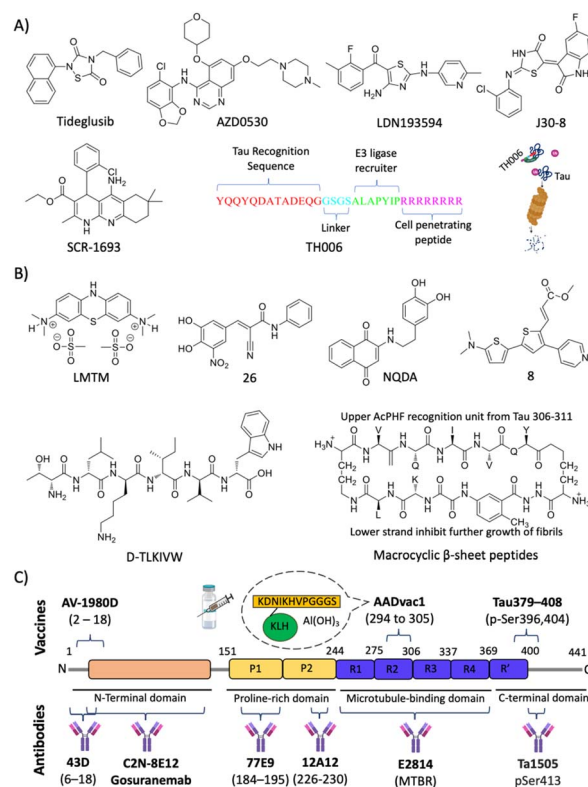 A)
Tideglusib
AZD0530
LDN193594
J30-8
SCR-1693
Tau Recognition
Sequence
E3 ligase
recruiter
YQQYQDATADEQGGSGSALAPYIPRRRRRRRR
Linker
Cell penetrating
peptide
TH006
TH006
Tau
B)
LMTM
26
NQDA
8
D-TLKIVW
Upper AcPHF recognition unit from Tau 306-311
Lower strand inhibit further growth of fibrils
Macrocyclic β-sheet peptides
C)
Vaccines
AV-1980D
(2 – 18)
KDNIKHVPGGGS
KLH
Al(OH)3
AADvac1
(294 to 305)
Tau379–408
(p-Ser396,404)
1 151 244 275 306 337 369 400 441
N P1 P2 R1 R2 R3 R4 R' C
N-Terminal domain
Proline-rich domain
Microtubule-binding domain
C-terminal domain
Antibodies
43D
(6–18)
C2N-8E12
Gosuranemab
77E9
(184–195)
12A12
(226-230)
E2814
(MTBR)
Ta1505
pSer413